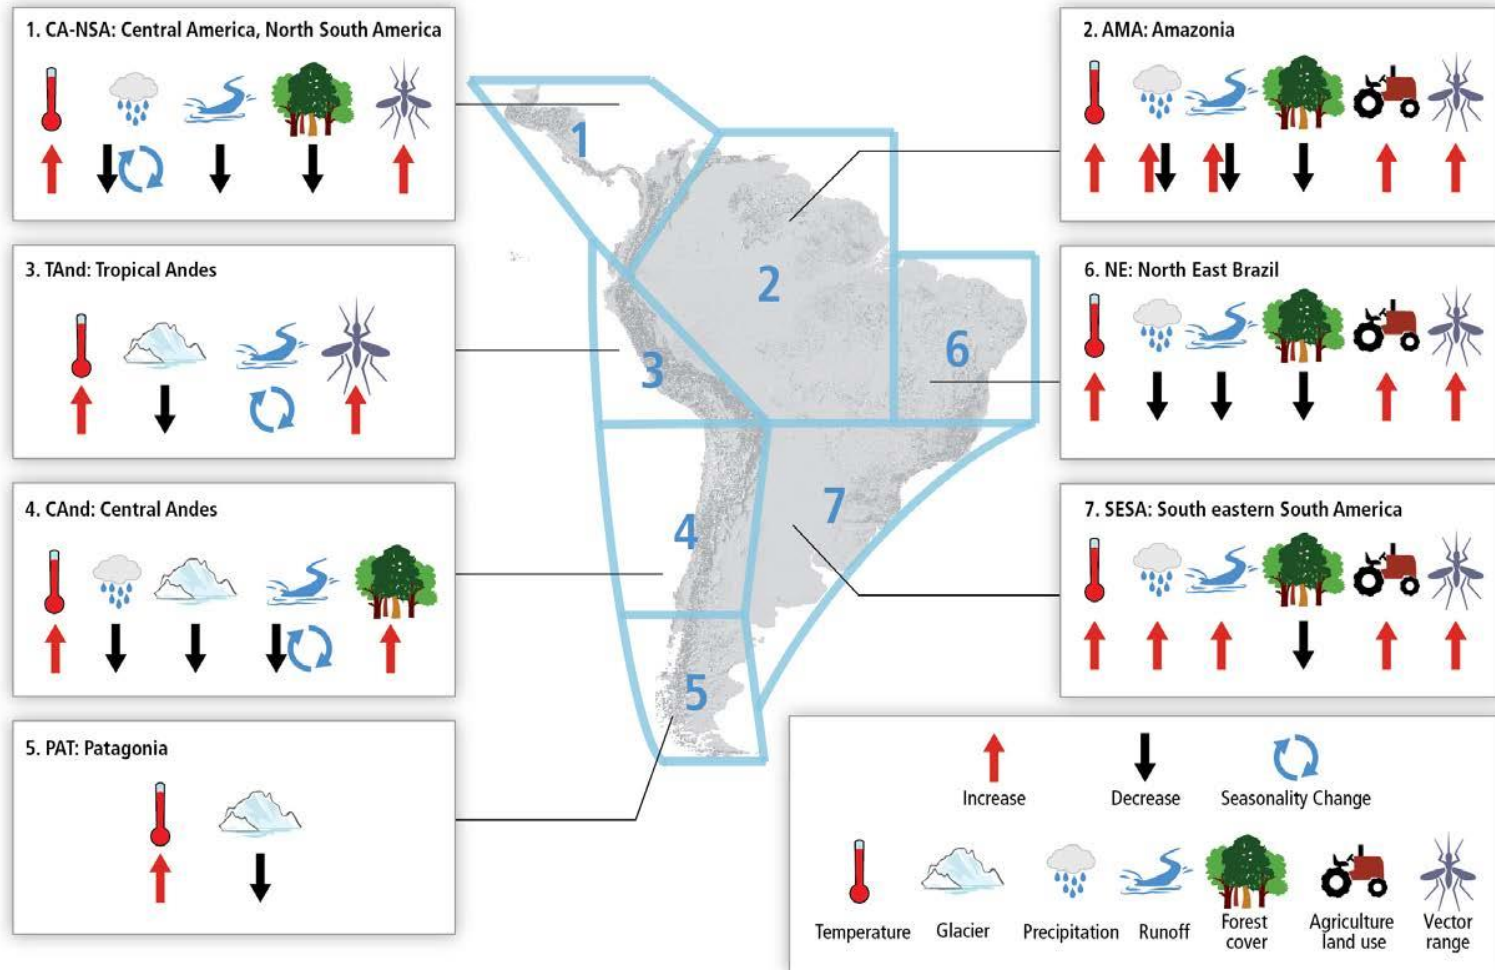 1. CA-NSA: Central America, North South America
2. AMA: Amazonia
3. TAnd: Tropical Andes
6. NE: North East Brazil
4. CAnd: Central Andes
7. SESA: South eastern South America
5. PAT: Patagonia
1
2
3
6
4
7
5
Increase
Decrease
Seasonality Change
Temperature
Glacier
Precipitation
Runoff
Forest
cover
Agriculture
land use
Vector
range